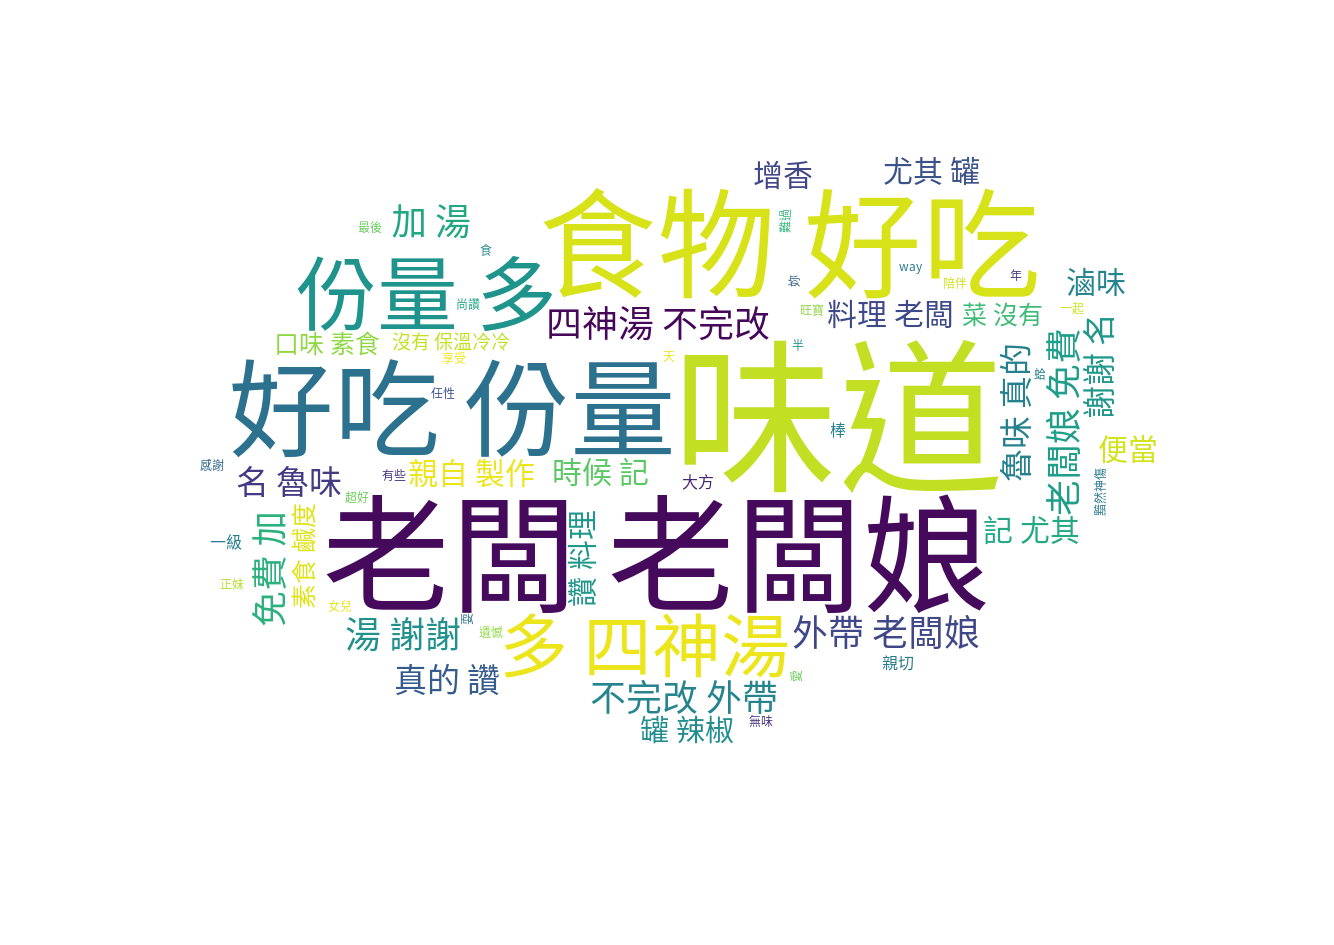 增香
尤其 罐
食物 好吃
加 湯
最後
難過
食
way
年
陪伴
份量 多
尚讚
滷味
旺寶
一起
四神湯 不完改
料理 老闆
菜 沒有
口味 素食
沒有 保溫冷冷
享受
天
半
味道
好吃 份量
任性
棒
魯味 真的
蛤
老闆娘 免費
謝謝 名
便當
感謝
名 魯味
有些
親自 製作
時候 記
大方
黯然神傷
超好
老闆 老闆娘
讚 料理
記 尤其
一級
免費 加
素食 鹹度
正妹
女兒
湯 謝謝
遺憾
多 四神湯
外帶 老闆娘
親切
真的 讚
不完改 外帶
罐 辣椒
無味